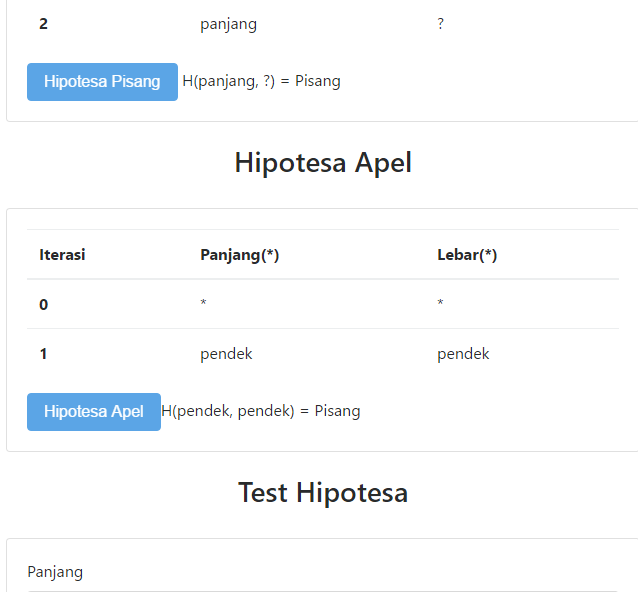 2 panjang ?
Hipotesa Pisang H(panjang, ?) = Pisang
Hipotesa Apel
Iterasi Panjang(*) Lebar(*)
0 * *
1 pendek pendek
Hipotesa Apel H(pendek, pendek) = Pisang
Test Hipotesa
Panjang